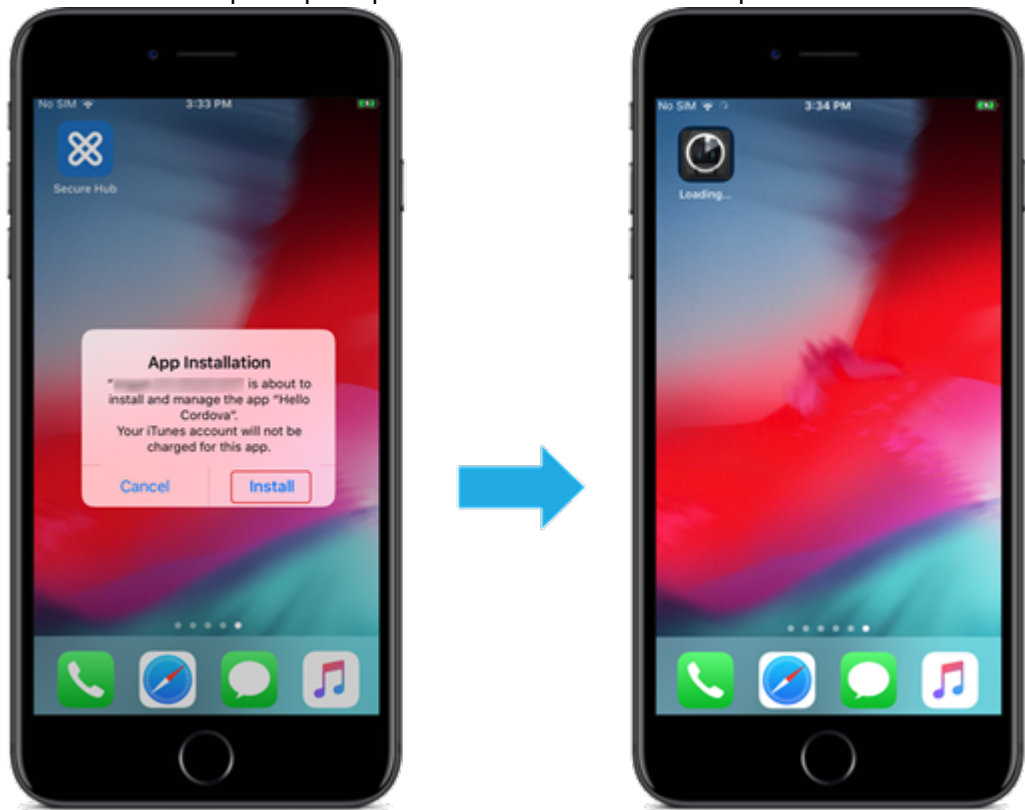 No SIM
3:33 PM
Secure Hub
App Installation
" is about to
install and manage the app "Hello
Cordova".
Your iTunes account will not be
charged for this app.
Cancel
Install
No SIM
3:34 PM
Loading...